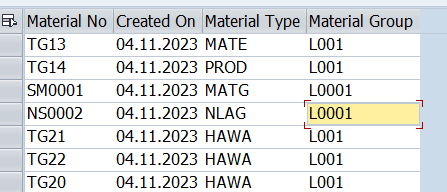 Material No Created On Material Type Material Group
TG13 04.11.2023 MATE L001
TG14 04.11.2023 PROD L001
SM0001 04.11.2023 MATG L0001
NS0002 04.11.2023 NLAG L0001
TG21 04.11.2023 HAWA L001
TG22 04.11.2023 HAWA L001
TG20 04.11.2023 HAWA L001